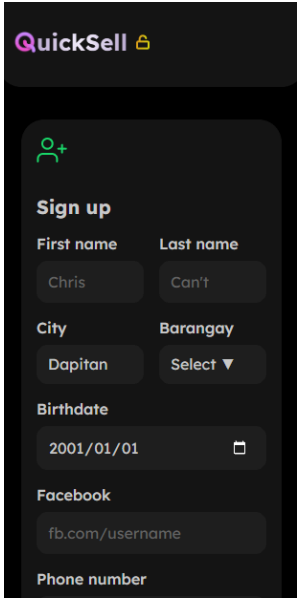 QuickSell
Sign up
First name Last name
Chris Can't
City Barangay
Dapitan Select ▼
Birthdate
2001/01/01
Facebook
fb.com/username
Phone number